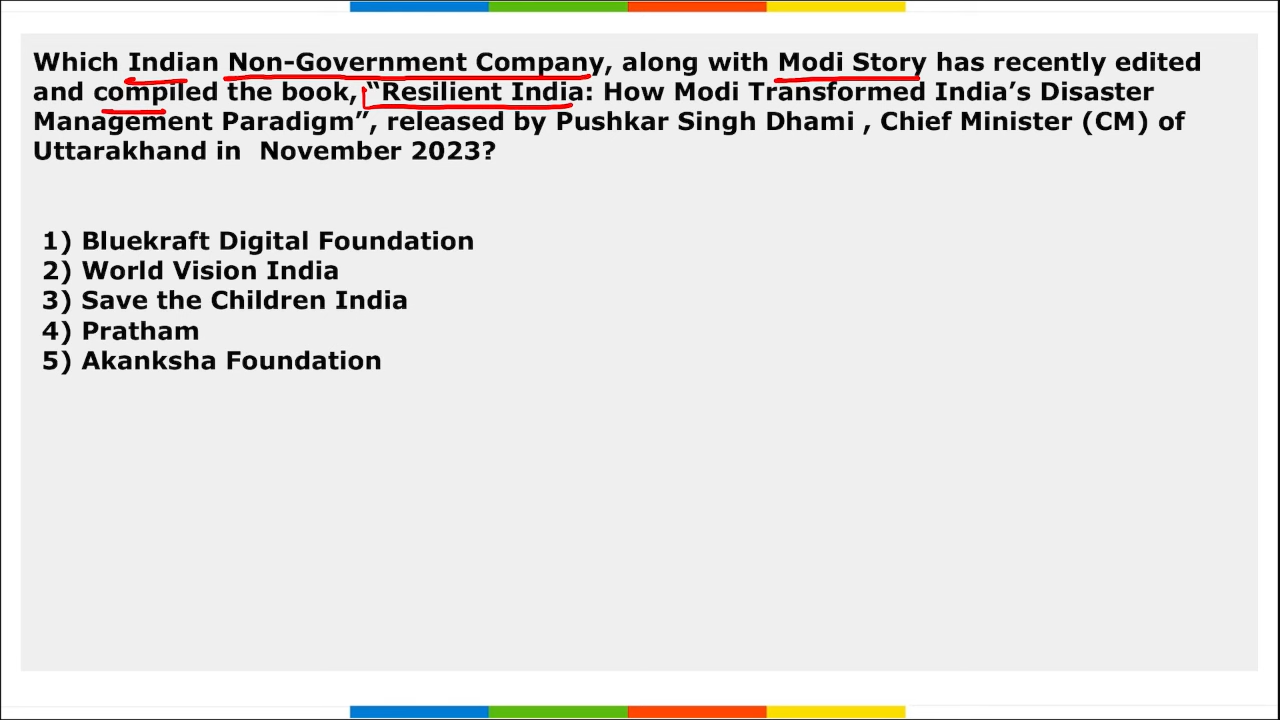 Which Indian Non-Government Company, along with Modi Story has recently edited
and compiled the book, “Resilient India: How Modi Transformed India’s Disaster
Management Paradigm”, released by Pushkar Singh Dhami , Chief Minister (CM) of
Uttarakhand in  November 2023?
1) Bluekraft Digital Foundation
2) World Vision India
3) Save the Children India
4) Pratham
5) Akanksha Foundation